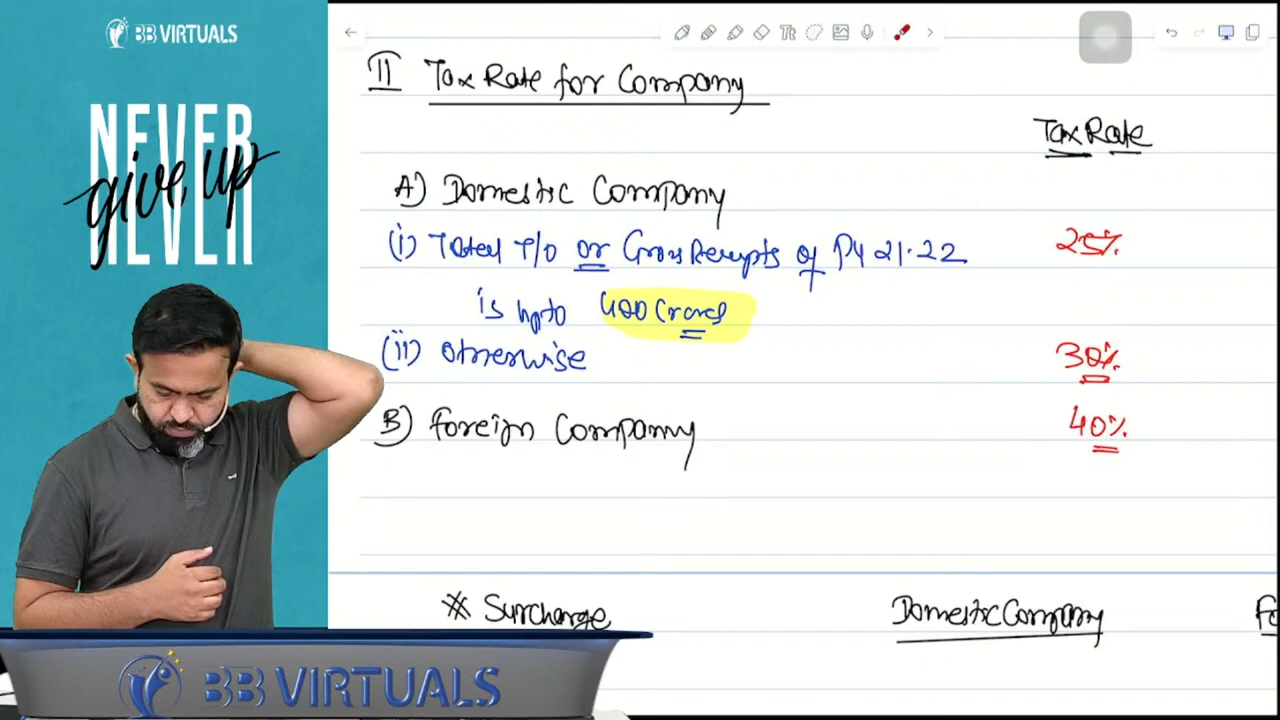 BB VIRTUALS
NEVER
give up
NEVER
II Tax Rate for Company
Tax Rate
A) Domestic Company
(i) Total T/O or Gross Receipts of PY 21.22
25%
is upto 400 Crores
(ii) Otherwise
30%
B) Foreign Company
40%
* Surcharge
Domestic Company
Fo
BB VIRTUALS